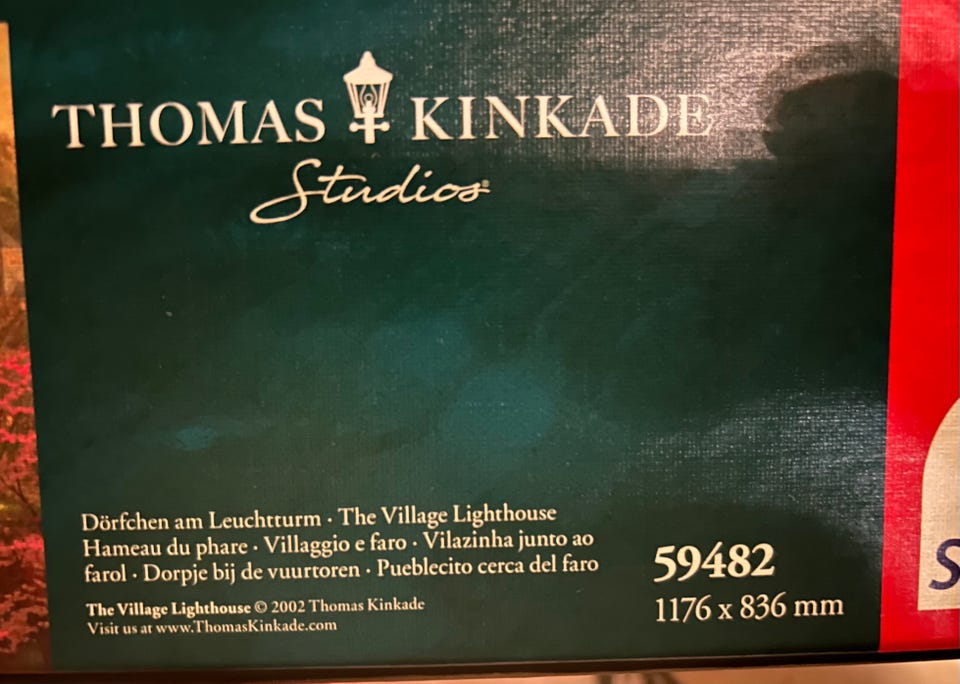 THOMAS KINKADE
Studios®
Dörfchen am Leuchtturm · The Village Lighthouse
Hameau du phare · Villaggio e faro · Vilazinha junto ao
farol · Dorpje bij de vuurtoren · Pueblecito cerca del faro
The Village Lighthouse © 2002 Thomas Kinkade
Visit us at www.ThomasKinkade.com
59482
1176 x 836 mm
S